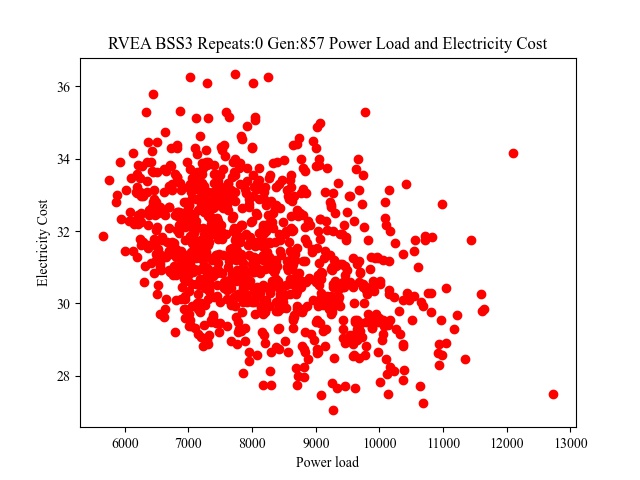 RVEA BSS3 Repeats:0 Gen:857 Power Load and Electricity Cost
Electricity Cost
36
34
32
30
28
6000 7000 8000 9000 10000 11000 12000 13000
Power load